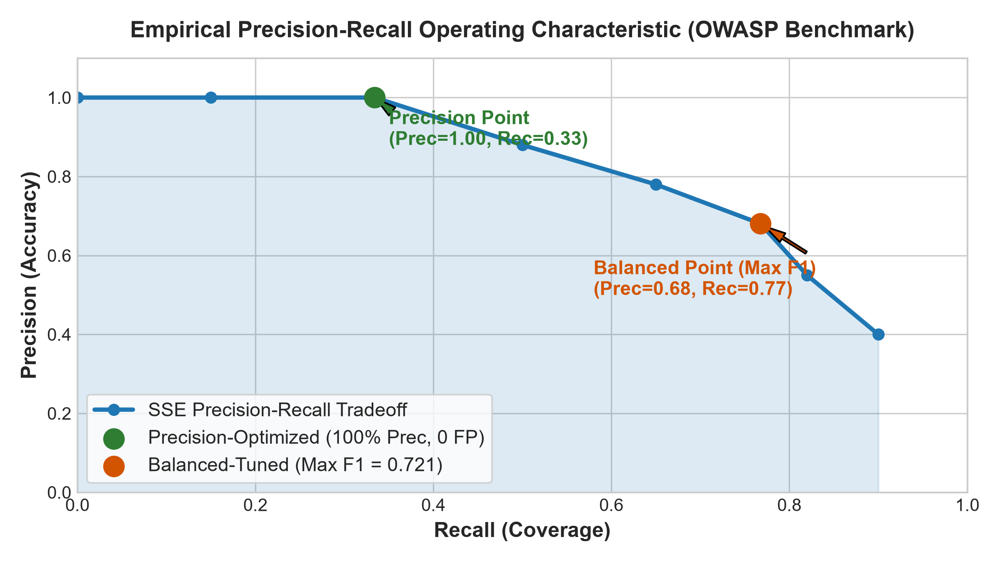 Empirical Precision-Recall Operating Characteristic (OWASP Benchmark)
Precision (Accuracy)
1.0
0.8
0.6
0.4
0.2
0.0
Precision Point
(Prec=1.00, Rec=0.33)
Balanced Point (Max F1)
(Prec=0.68, Rec=0.77)
SSE Precision-Recall Tradeoff
Precision-Optimized (100% Prec, 0 FP)
Balanced-Tuned (Max F1 = 0.721)
0.0 0.2 0.4 0.6 0.8 1.0
Recall (Coverage)